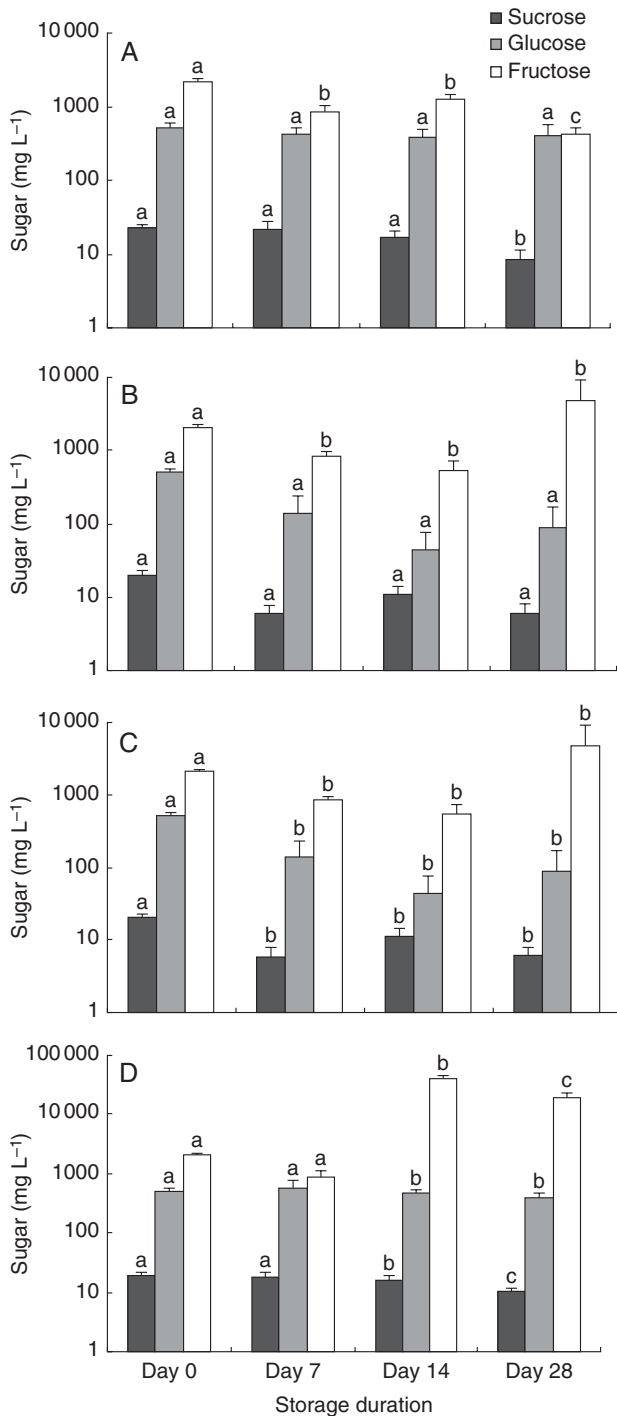 Sucrose
Glucose
Fructose
A
10 000
1000
100
10
1
Sugar (mg L⁻¹)
a a a
a a b
a a b
b a c
B
10 000
1000
100
10
1
Sugar (mg L⁻¹)
a a a
a a b
a a b
a a b
C
10 000
1000
100
10
1
Sugar (mg L⁻¹)
a a a
b b b
b b b
b b b
D
100 000
10 000
1000
100
10
1
Sugar (mg L⁻¹)
a a a
a a a
b b b
c b c
Day 0 Day 7 Day 14 Day 28
Storage duration